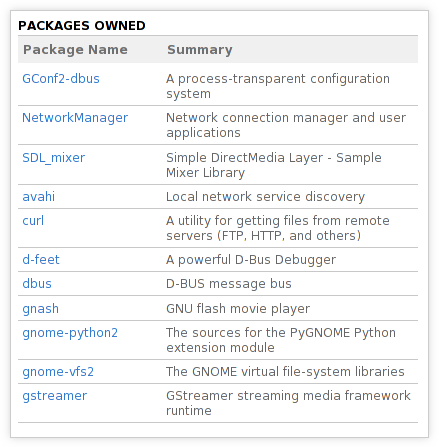 PACKAGES OWNED
Package Name Summary
GConf2-dbus A process-transparent configuration
system
NetworkManager Network connection manager and user
applications
SDL_mixer Simple DirectMedia Layer - Sample
Mixer Library
avahi Local network service discovery
curl A utility for getting files from remote
servers (FTP, HTTP, and others)
d-feet A powerful D-Bus Debugger
dbus D-BUS message bus
gnash GNU flash movie player
gnome-python2 The sources for the PyGNOME Python
extension module
gnome-vfs2 The GNOME virtual file-system libraries
gstreamer GStreamer streaming media framework
runtime